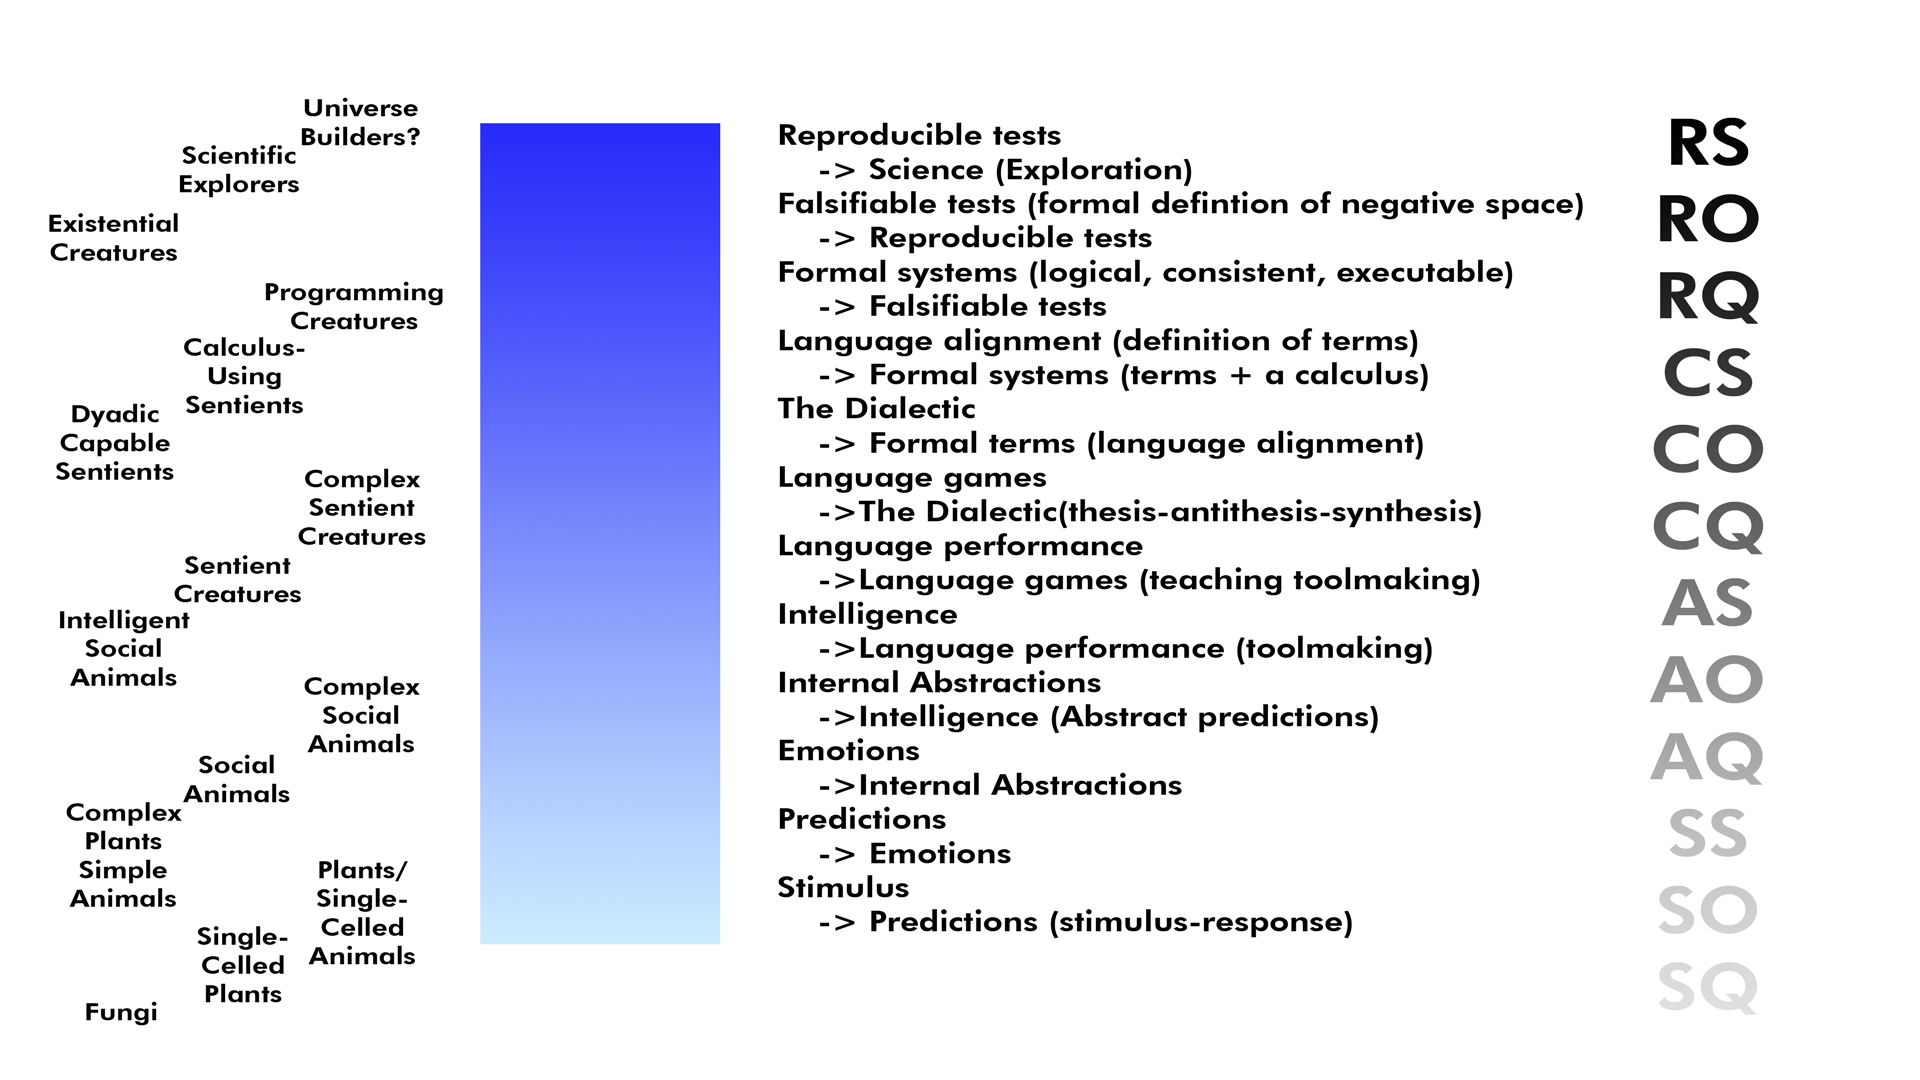 Universe
Builders?
Scientific
Explorers
Existential
Creatures
Programming
Creatures
Calculus-
Using
Sentients
Dyadic
Capable
Sentients
Complex
Sentient
Creatures
Sentient
Creatures
Intelligent
Social
Animals
Complex
Social
Animals
Social
Animals
Complex
Plants
Simple
Animals
Plants/
Single-
Celled
Animals
Single-
Celled
Plants
Fungi
Reproducible tests
-> Science (Exploration)
Falsifiable tests (formal defintion of negative space)
-> Reproducible tests
Formal systems (logical, consistent, executable)
-> Falsifiable tests
Language alignment (definition of terms)
-> Formal systems (terms + a calculus)
The Dialectic
-> Formal terms (language alignment)
Language games
->The Dialectic(thesis-antithesis-synthesis)
Language performance
->Language games (teaching toolmaking)
Intelligence
->Language performance (toolmaking)
Internal Abstractions
->Intelligence (Abstract predictions)
Emotions
->Internal Abstractions
Predictions
-> Emotions
Stimulus
-> Predictions (stimulus-response)
RS
RO
RQ
CS
CO
CQ
AS
AO
AQ
SS
SO
SQ